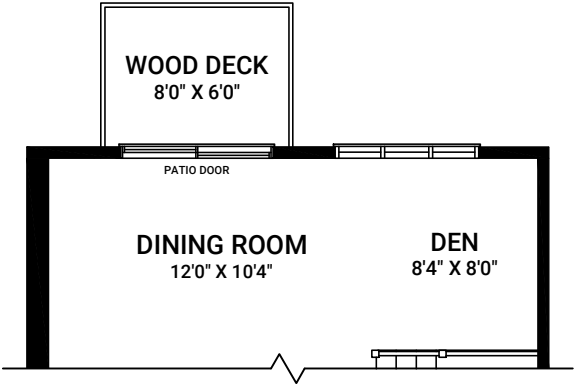 WOOD DECK
8'0" X 6'0"
PATIO DOOR
DINING ROOM
12'0" X 10'4"
DEN
8'4" X 8'0"